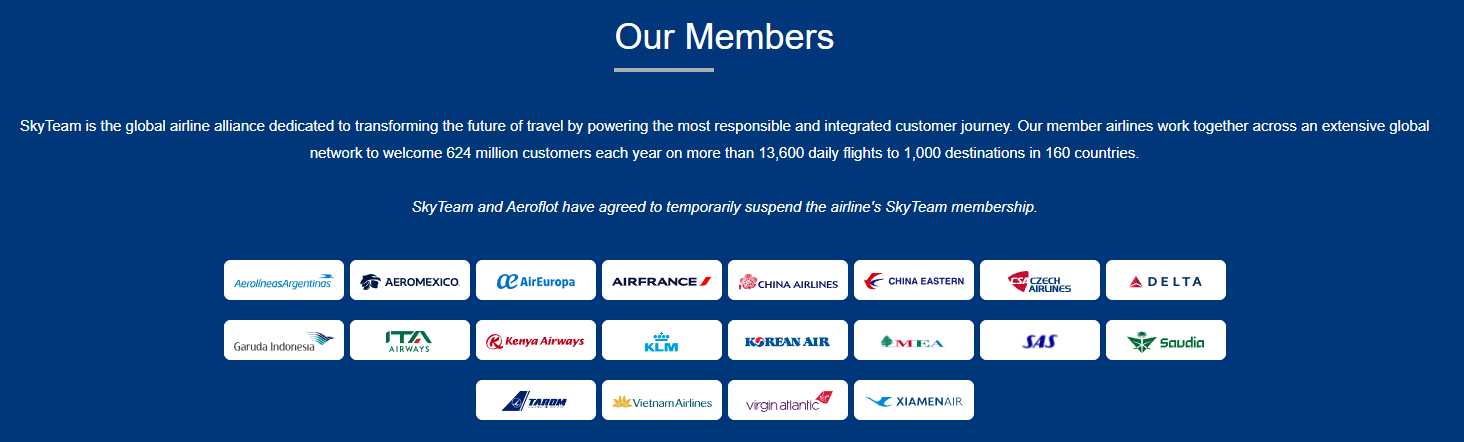 Our Members
SkyTeam is the global airline alliance dedicated to transforming the future of travel by powering the most responsible and integrated customer journey. Our member airlines work together across an extensive global
network to welcome 624 million customers each year on more than 13,600 daily flights to 1,000 destinations in 160 countries.
SkyTeam and Aeroflot have agreed to temporarily suspend the airline's SkyTeam membership.
AerolíneasArgentinas
AEROMEXICO.
AirEuropa
AIRFRANCE
CHINA AIRLINES
CHINA EASTERN
CSA CZECH
AIRLINES
DELTA
Garuda Indonesia
ITA
AIRWAYS
Kenya Airways
KLM
KOREAN AIR
MEA
SAS
Saudia
TAROM
Vietnam Airlines
virgin atlantic
XIAMENAIR